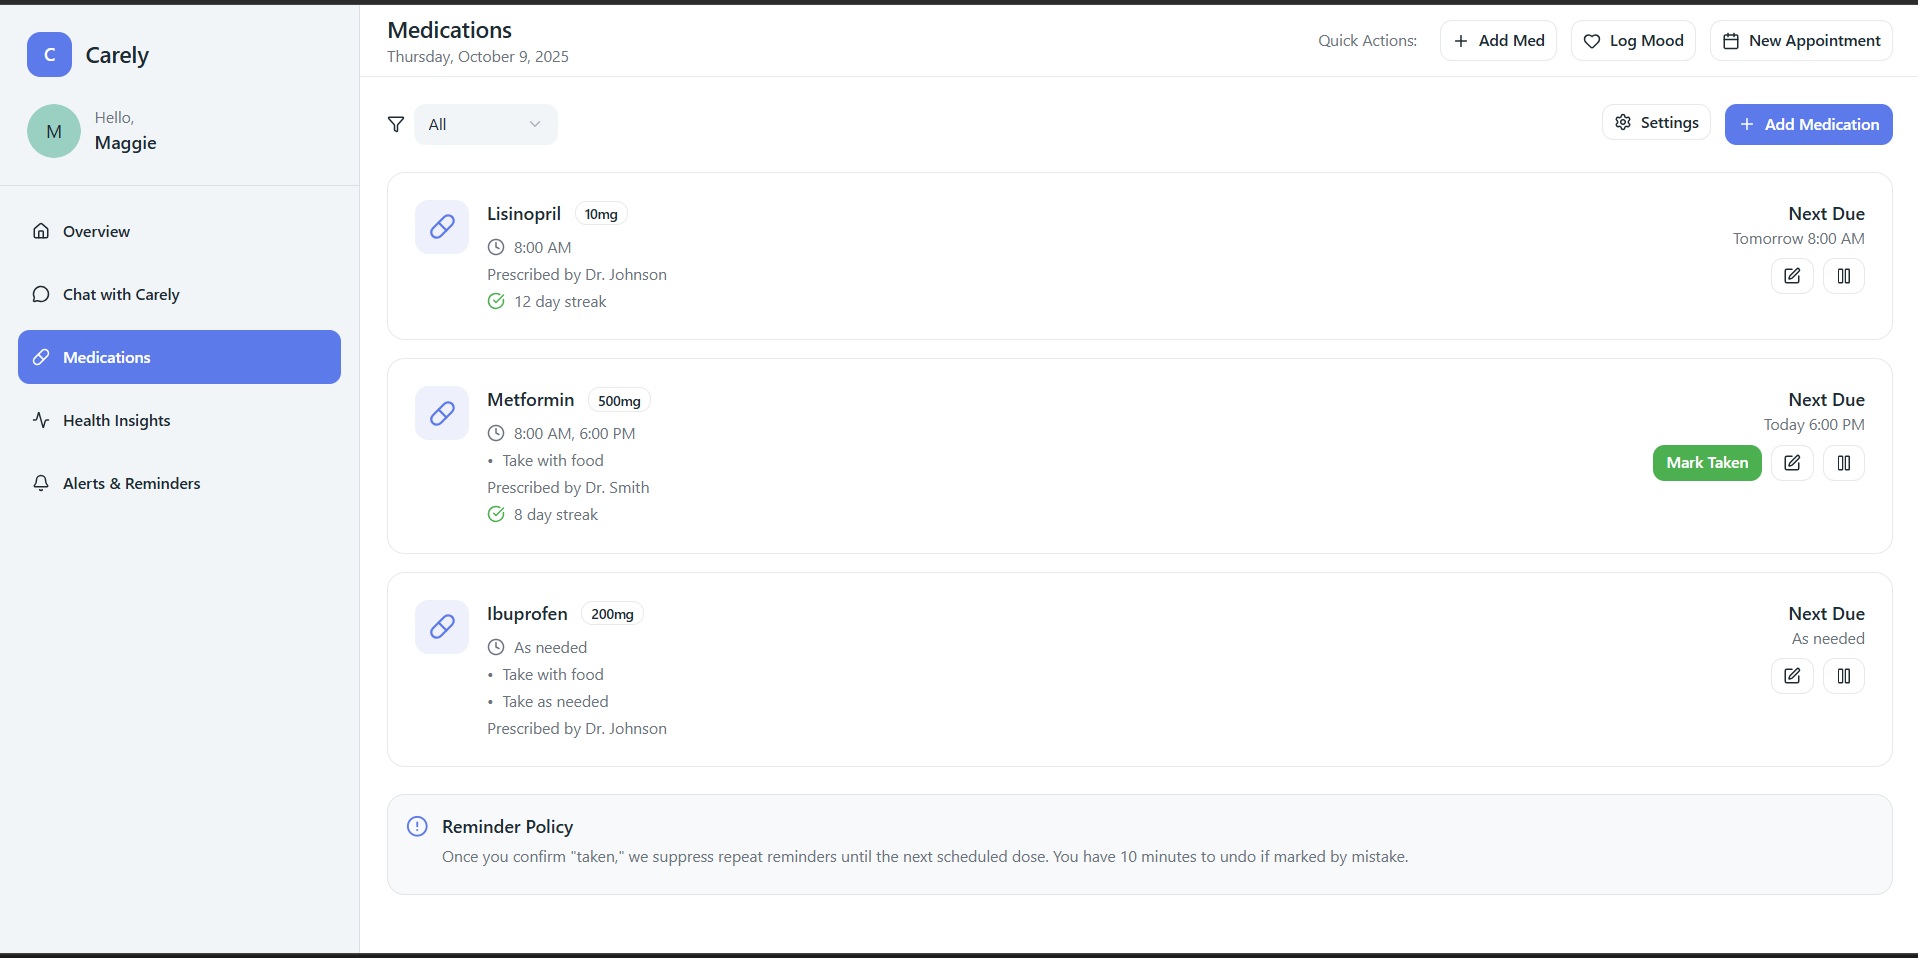 C
Carely
M
Hello,
Maggie
Overview
Chat with Carely
Medications
Health Insights
Alerts & Reminders
Medications
Thursday, October 9, 2025
Quick Actions:
Add Med
Log Mood
New Appointment
All
Settings
Add Medication
Lisinopril 10mg
8:00 AM
Prescribed by Dr. Johnson
12 day streak
Next Due
Tomorrow 8:00 AM
Metformin 500mg
8:00 AM, 6:00 PM
• Take with food
Prescribed by Dr. Smith
8 day streak
Next Due
Today 6:00 PM
Mark Taken
Ibuprofen 200mg
As needed
• Take with food
• Take as needed
Prescribed by Dr. Johnson
Next Due
As needed
Reminder Policy
Once you confirm "taken," we suppress repeat reminders until the next scheduled dose. You have 10 minutes to undo if marked by mistake.